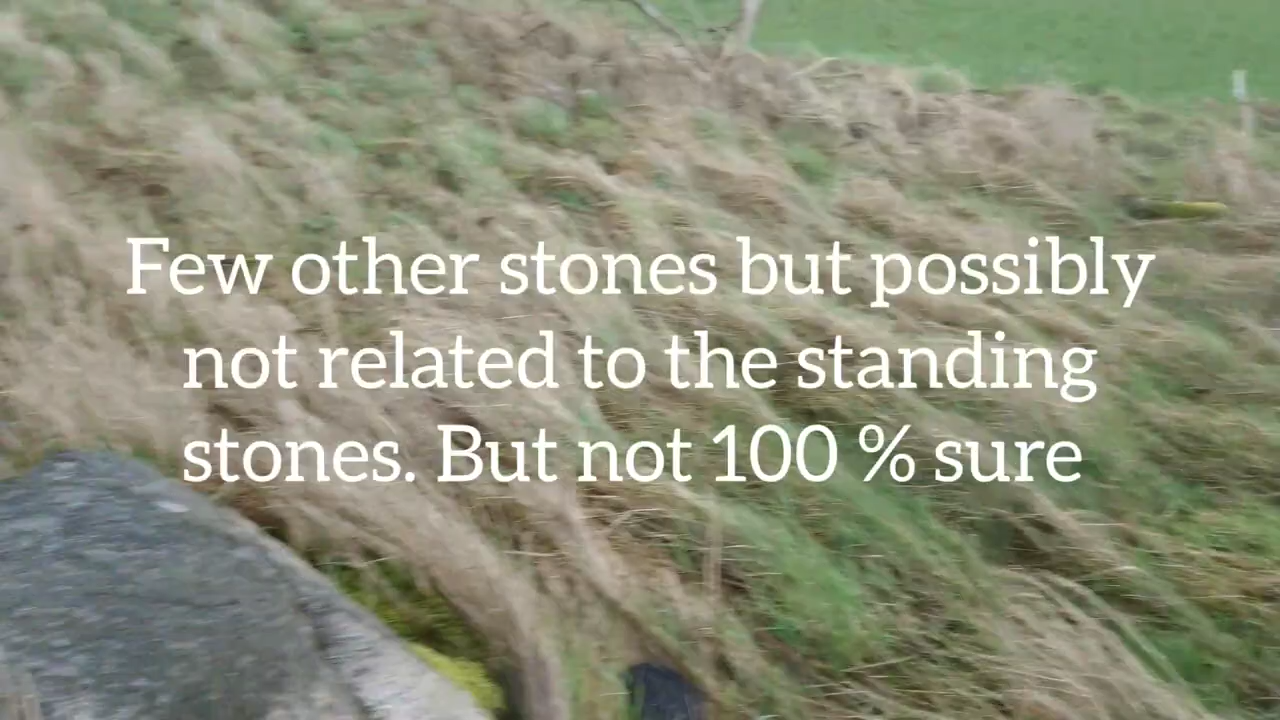 Few other stones but possibly
not related to the standing
stones. But not 100 % sure